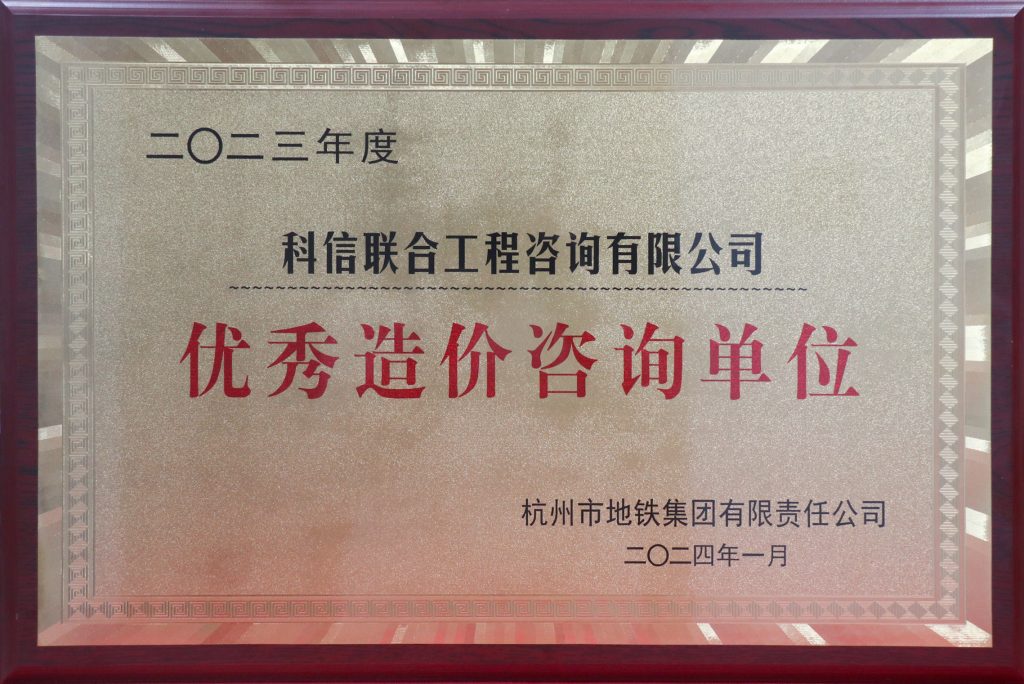 二〇二三年度
科信联合工程咨询有限公司
优秀造价咨询单位
杭州市地铁集团有限责任公司
二〇二四年一月